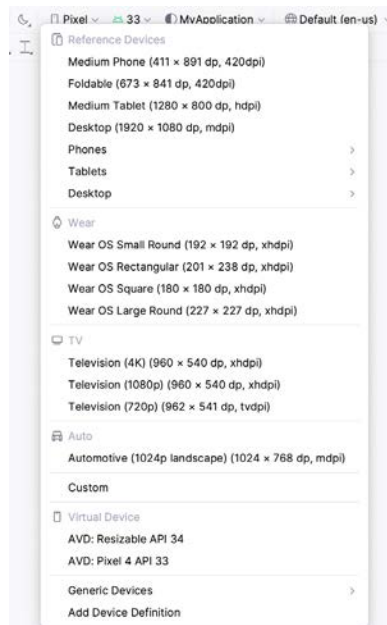 Pixel 33 MyApplication Default (en-us)
Reference Devices
Medium Phone (411 × 891 dp, 420dpi)
Foldable (673 × 841 dp, 420dpi)
Medium Tablet (1280 × 800 dp, hdpi)
Desktop (1920 × 1080 dp, mdpi)
Phones
Tablets
Desktop
Wear
Wear OS Small Round (192 × 192 dp, xhdpi)
Wear OS Rectangular (201 × 238 dp, xhdpi)
Wear OS Square (180 × 180 dp, xhdpi)
Wear OS Large Round (227 × 227 dp, xhdpi)
TV
Television (4K) (960 × 540 dp, xhdpi)
Television (1080p) (960 × 540 dp, xhdpi)
Television (720p) (962 × 541 dp, tvdpi)
Auto
Automotive (1024p landscape) (1024 × 768 dp, mdpi)
Custom
Virtual Device
AVD: Resizable API 34
AVD: Pixel 4 API 33
Generic Devices
Add Device Definition